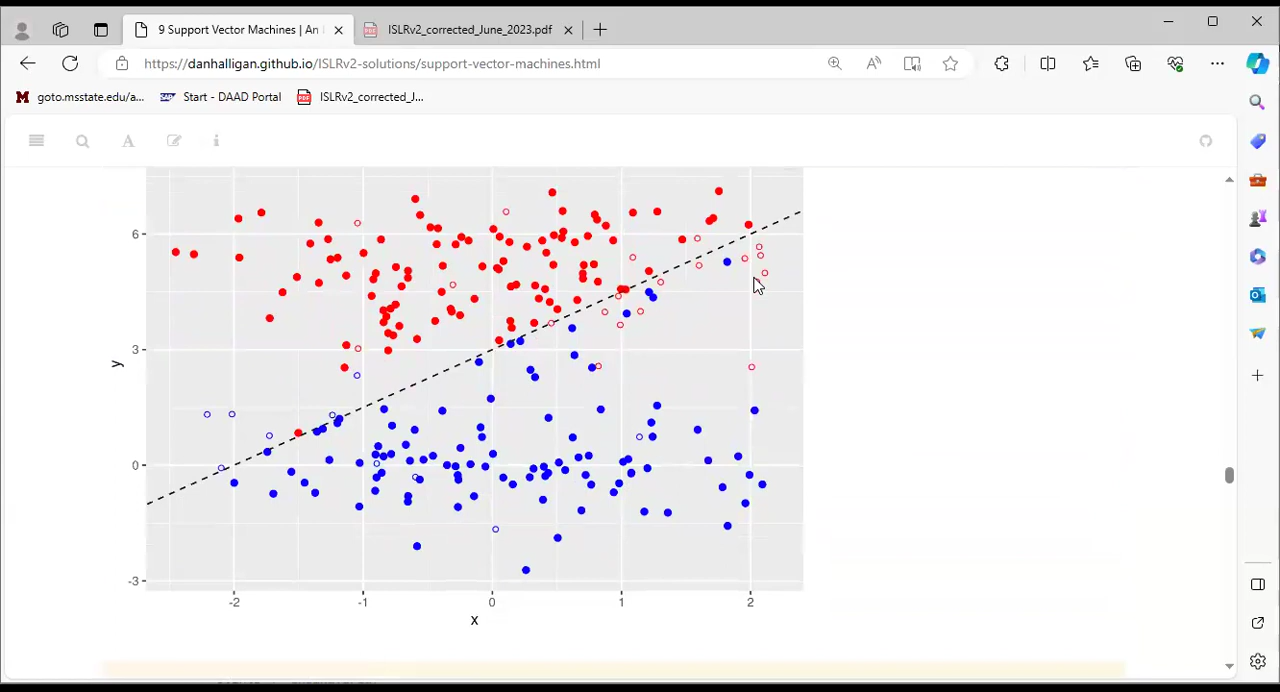 9 Support Vector Machines | An I
ISLRv2_corrected_June_2023.pdf
https://danhalligan.github.io/ISLRv2-solutions/support-vector-machines.html
goto.msstate.edu/a...
Start - DAAD Portal
ISLRv2_corrected_J...
6
3
0
-3
y
-2 -1 0 1 2
x